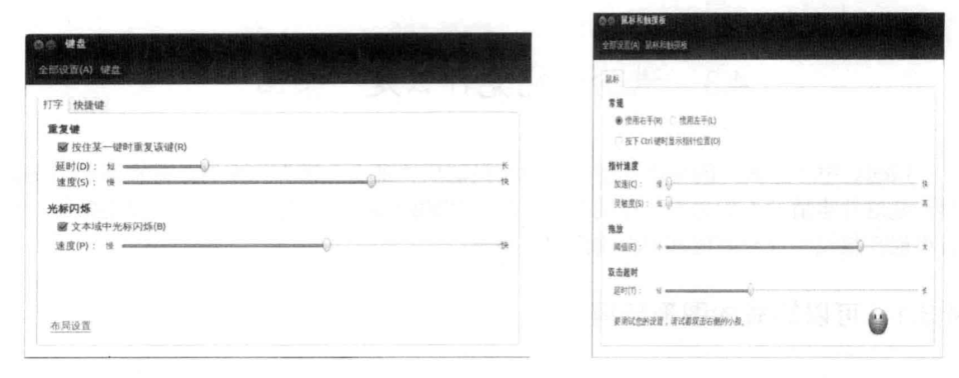 键盘
全部设置(A) 键盘
打字 快捷键
重复键
按住某一键时重复该键(R)
延时(D)： 短 长
速度(S)： 慢 快
光标闪烁
文本域中光标闪烁(B)
速度(P)： 慢 快
布局设置
鼠标和触摸板
全部设置(A) 鼠标和触摸板
鼠标
常规
惯用右手(R) 惯用左手(L)
按下 Ctrl 键时显示指针位置(O)
指针速度
加速(C)： 慢 快
灵敏度(S)： 低 高
拖放
阈值(E)： 小 大
双击超时
超时(T)： 短 长
要测试您的设置，请试着双击右侧的小脸。